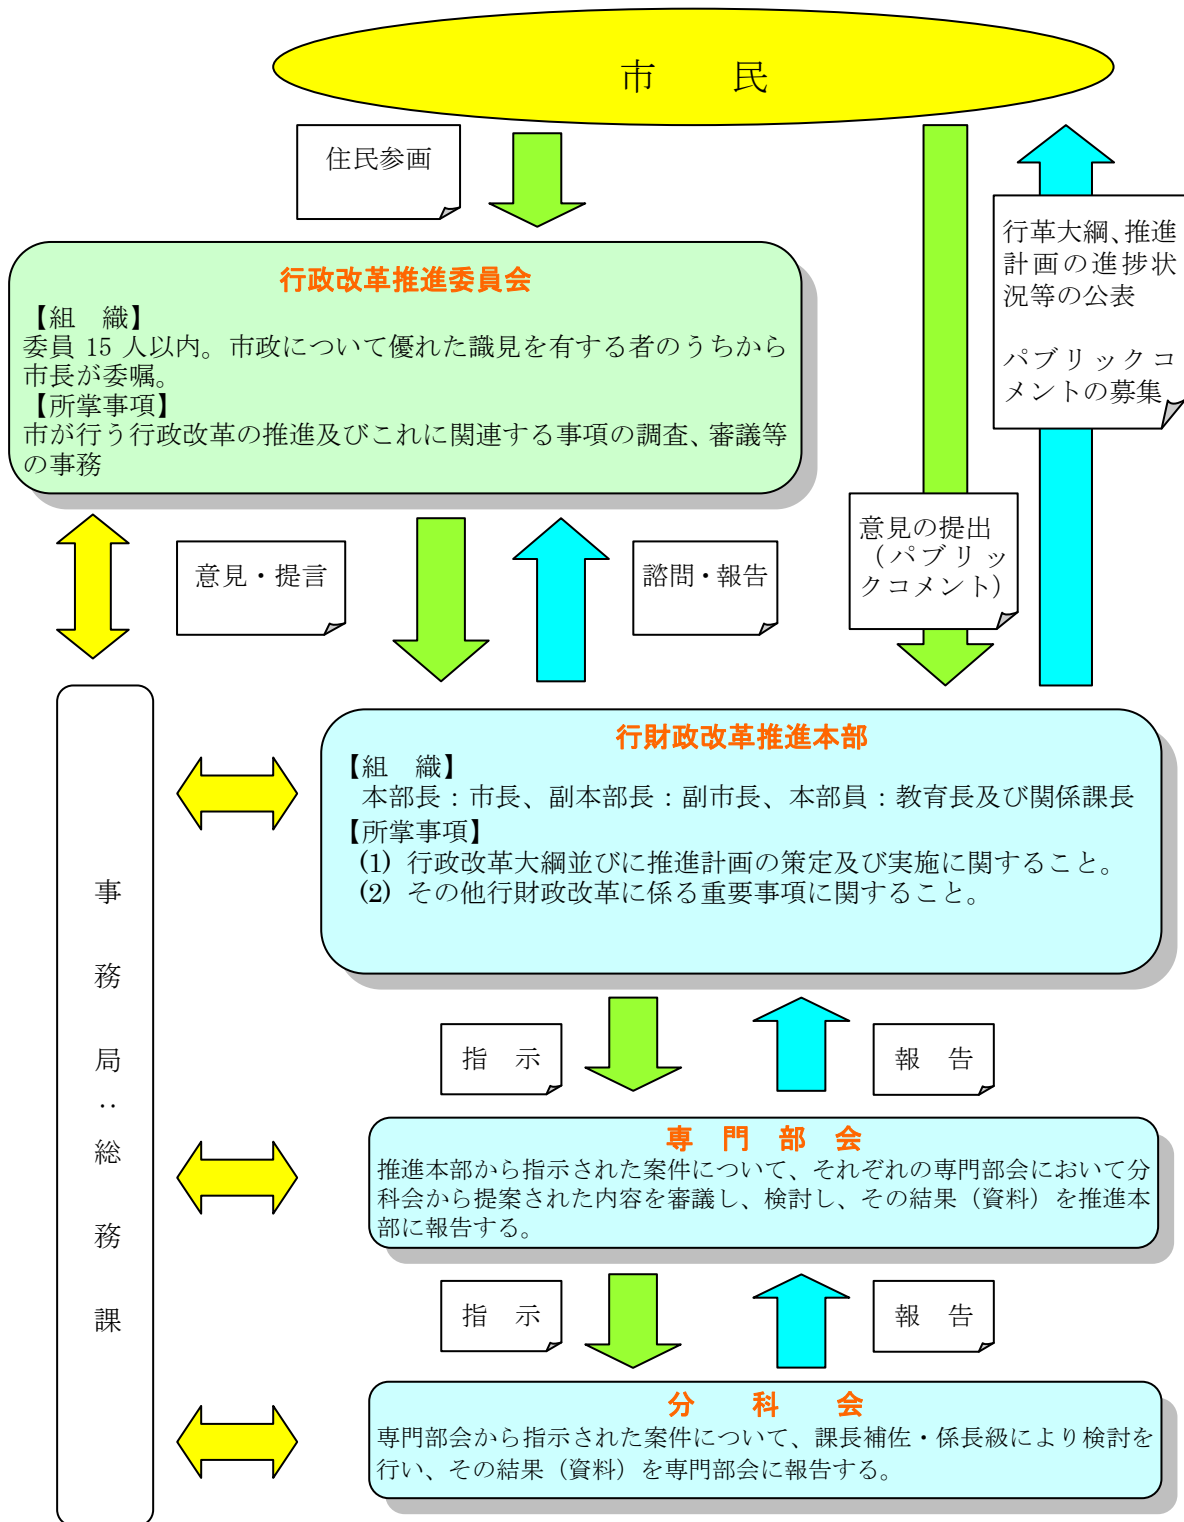 市　　民
住民参画
行革大綱、推進
計画の進捗状
況等の公表
パブリックコ
メントの募集
行政改革推進委員会
【組　織】
委員 15 人以内。市政について優れた識見を有する者のうちから
市長が委嘱。
【所掌事項】
市が行う行政改革の推進及びこれに関連する事項の調査、審議等
の事務
意見・提言
諮問・報告
意見の提出
（パブリッ
クコメント）
行財政改革推進本部
【組　織】
本部長：市長、副本部長：副市長、本部員：教育長及び関係課長
【所掌事項】
(1) 行政改革大綱並びに推進計画の策定及び実施に関すること。
(2) その他行財政改革に係る重要事項に関すること。
事務局：総務課
指　示
報　告
専　門　部　会
推進本部から指示された案件について、それぞれの専門部会において分
科会から提案された内容を審議し、検討し、その結果（資料）を推進本
部に報告する。
指　示
報　告
分　科　会
専門部会から指示された案件について、課長補佐・係長級により検討を
行い、その結果（資料）を専門部会に報告する。